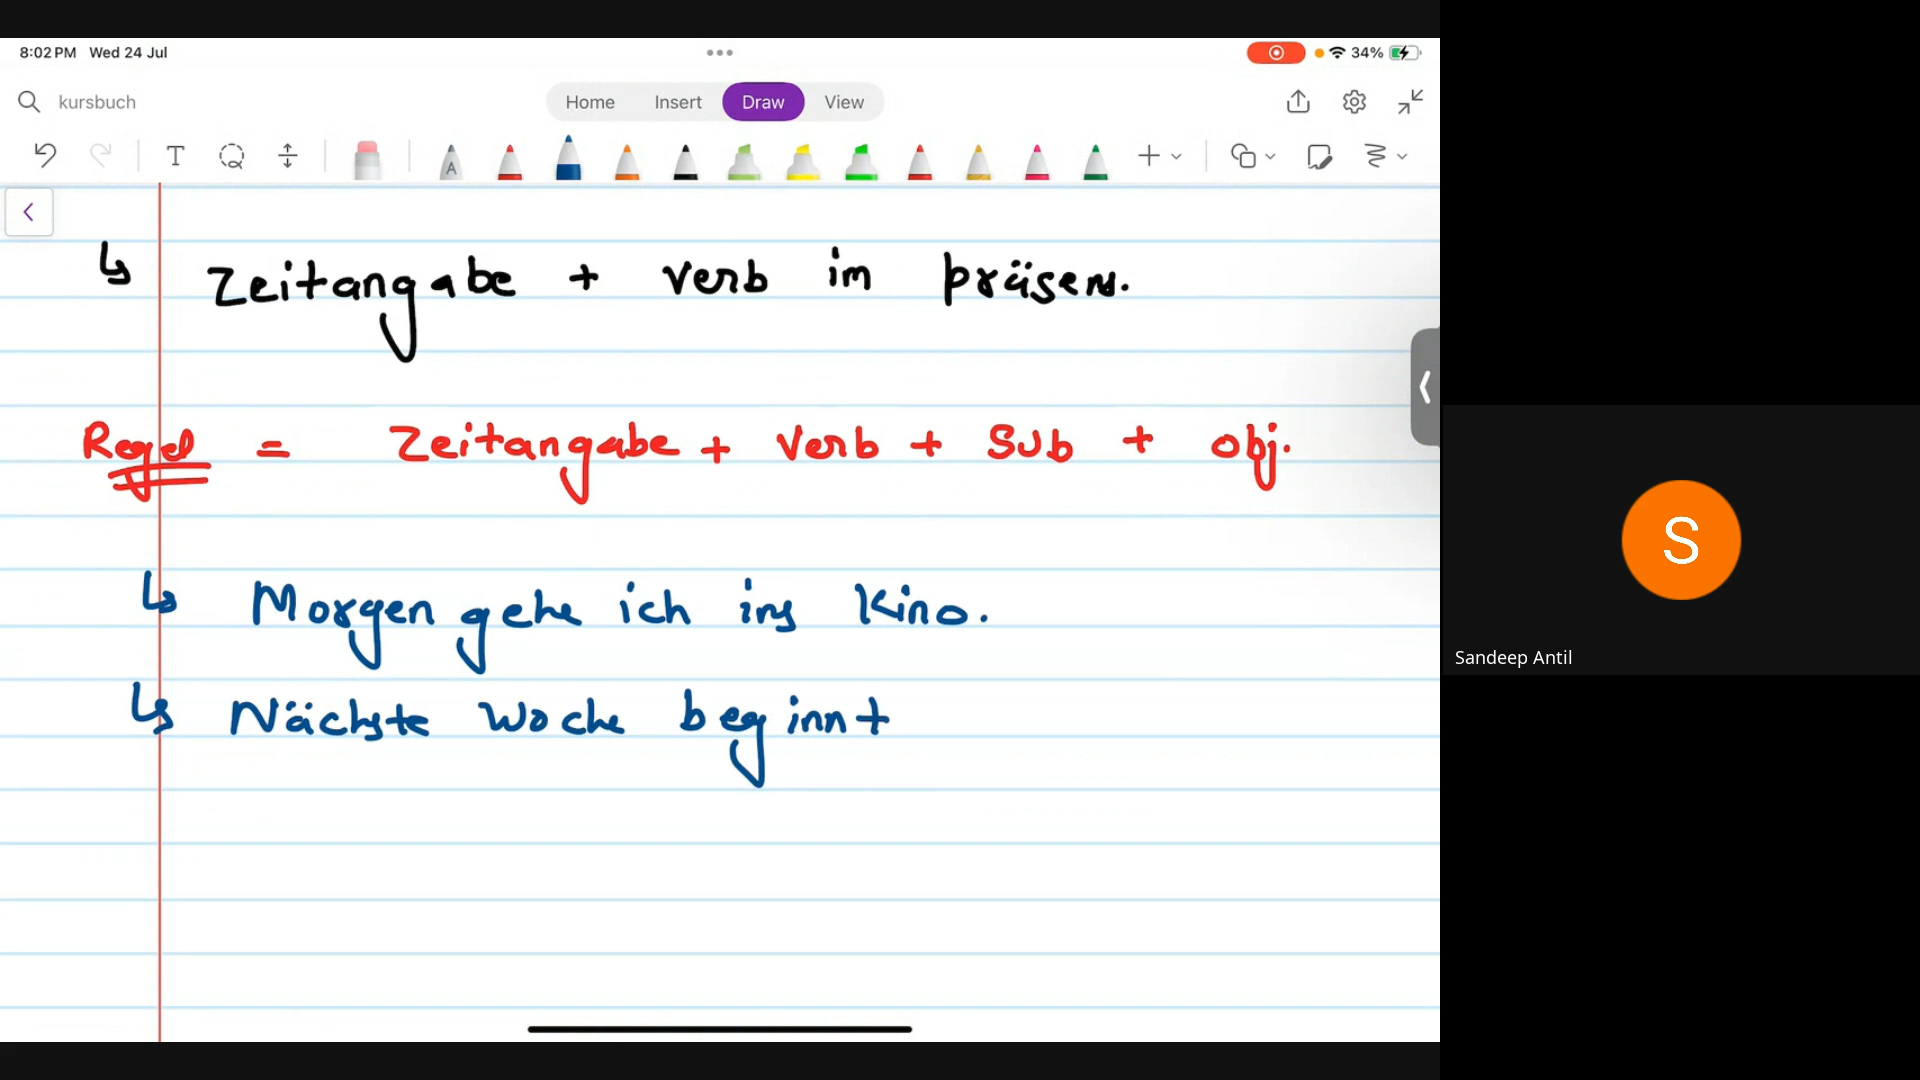 8:02 PM Wed 24 Jul
34%
kursbuch
Home Insert Draw View
T
A
↳ Zeitangabe + verb im präsens.
Regel = Zeitangabe + Verb + Sub + obj.
↳ Morgen gehe ich ins Kino.
↳ Nächste Woche beginnt
S
Sandeep Antil